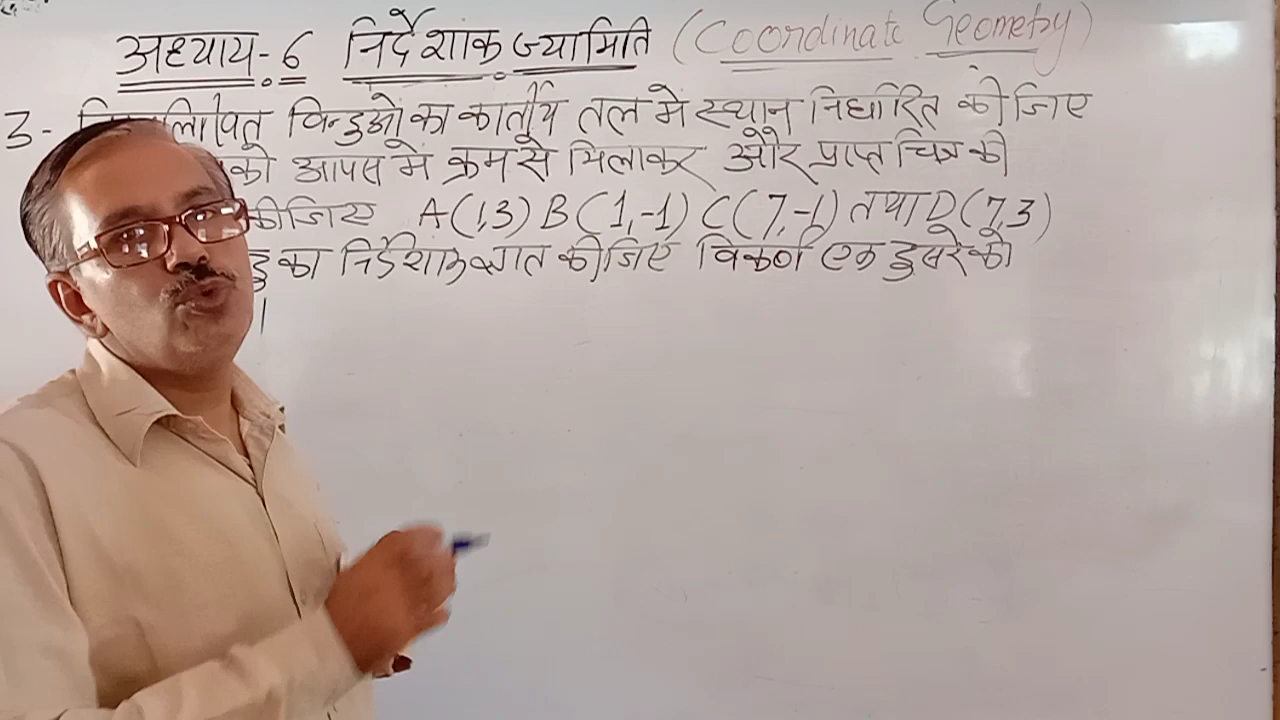 अध्याय-6 निर्देशांक ज्यामिति (Coordinate Geometry)
3- विन्दुओं का कार्तीय तल में स्थान निर्धारित कीजिए
को आपस में क्रम से मिलाकर और प्राप्त चित्र की
कीजिए A(1,3) B(1,-1) C(7,-1) तथा D(7,3)
का निर्देशांक ज्ञात कीजिए विकर्ण एक दुसरे को
।